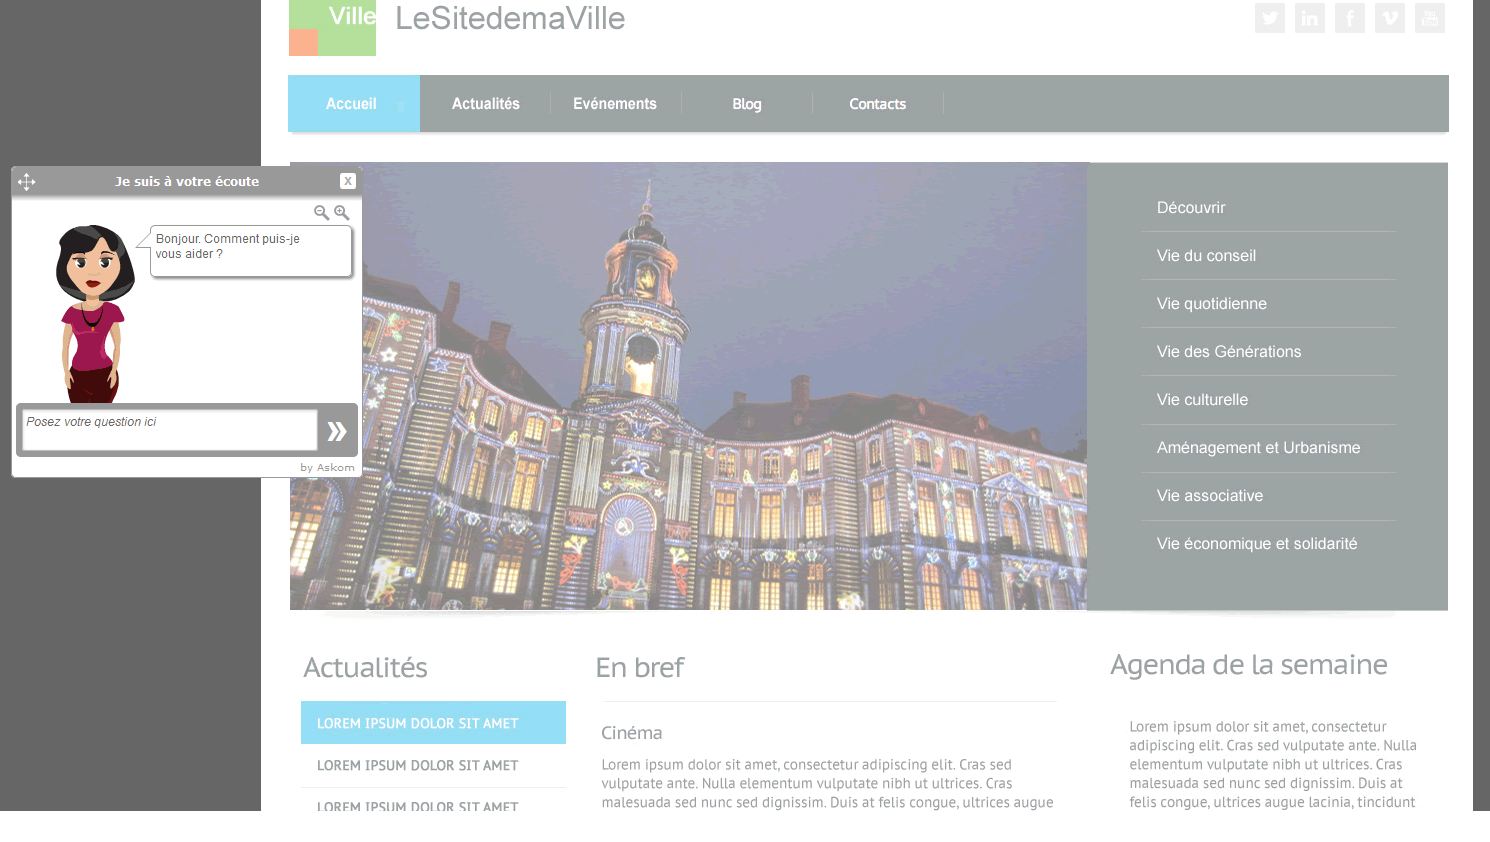 Ville
LeSitedemaVille
Accueil
Actualités
Evénements
Blog
Contacts
Je suis à votre écoute
x
Bonjour. Comment puis-je
vous aider ?
Posez votre question ici
by Askom
Découvrir
Vie du conseil
Vie quotidienne
Vie des Générations
Vie culturelle
Aménagement et Urbanisme
Vie associative
Vie économique et solidarité
Actualités
LOREM IPSUM DOLOR SIT AMET
LOREM IPSUM DOLOR SIT AMET
LOREM IPSUM DOLOR SIT AMET
En bref
Cinéma
Lorem ipsum dolor sit amet, consectetur adipiscing elit. Cras sed
vulputate ante. Nulla elementum vulputate nibh ut ultrices. Cras
malesuada sed nunc sed dignissim. Duis at felis congue, ultrices augue
Agenda de la semaine
Lorem ipsum dolor sit amet, consectetur
adipiscing elit. Cras sed vulputate ante. Nulla
elementum vulputate nibh ut ultrices. Cras
malesuada sed nunc sed dignissim. Duis at
felis congue, ultrices augue lacinia, tincidunt